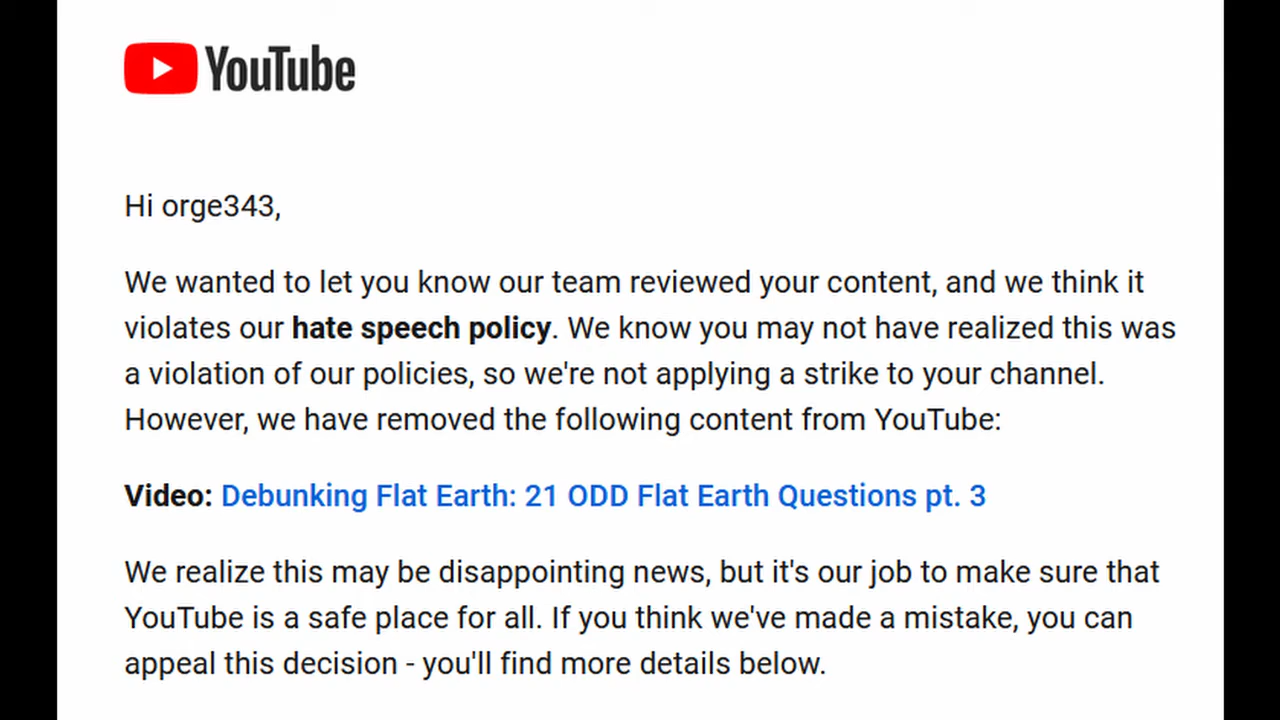 YouTube
Hi orge343,
We wanted to let you know our team reviewed your content, and we think it
violates our hate speech policy. We know you may not have realized this was
a violation of our policies, so we're not applying a strike to your channel.
However, we have removed the following content from YouTube:
Video: Debunking Flat Earth: 21 ODD Flat Earth Questions pt. 3
We realize this may be disappointing news, but it's our job to make sure that
YouTube is a safe place for all. If you think we've made a mistake, you can
appeal this decision - you'll find more details below.